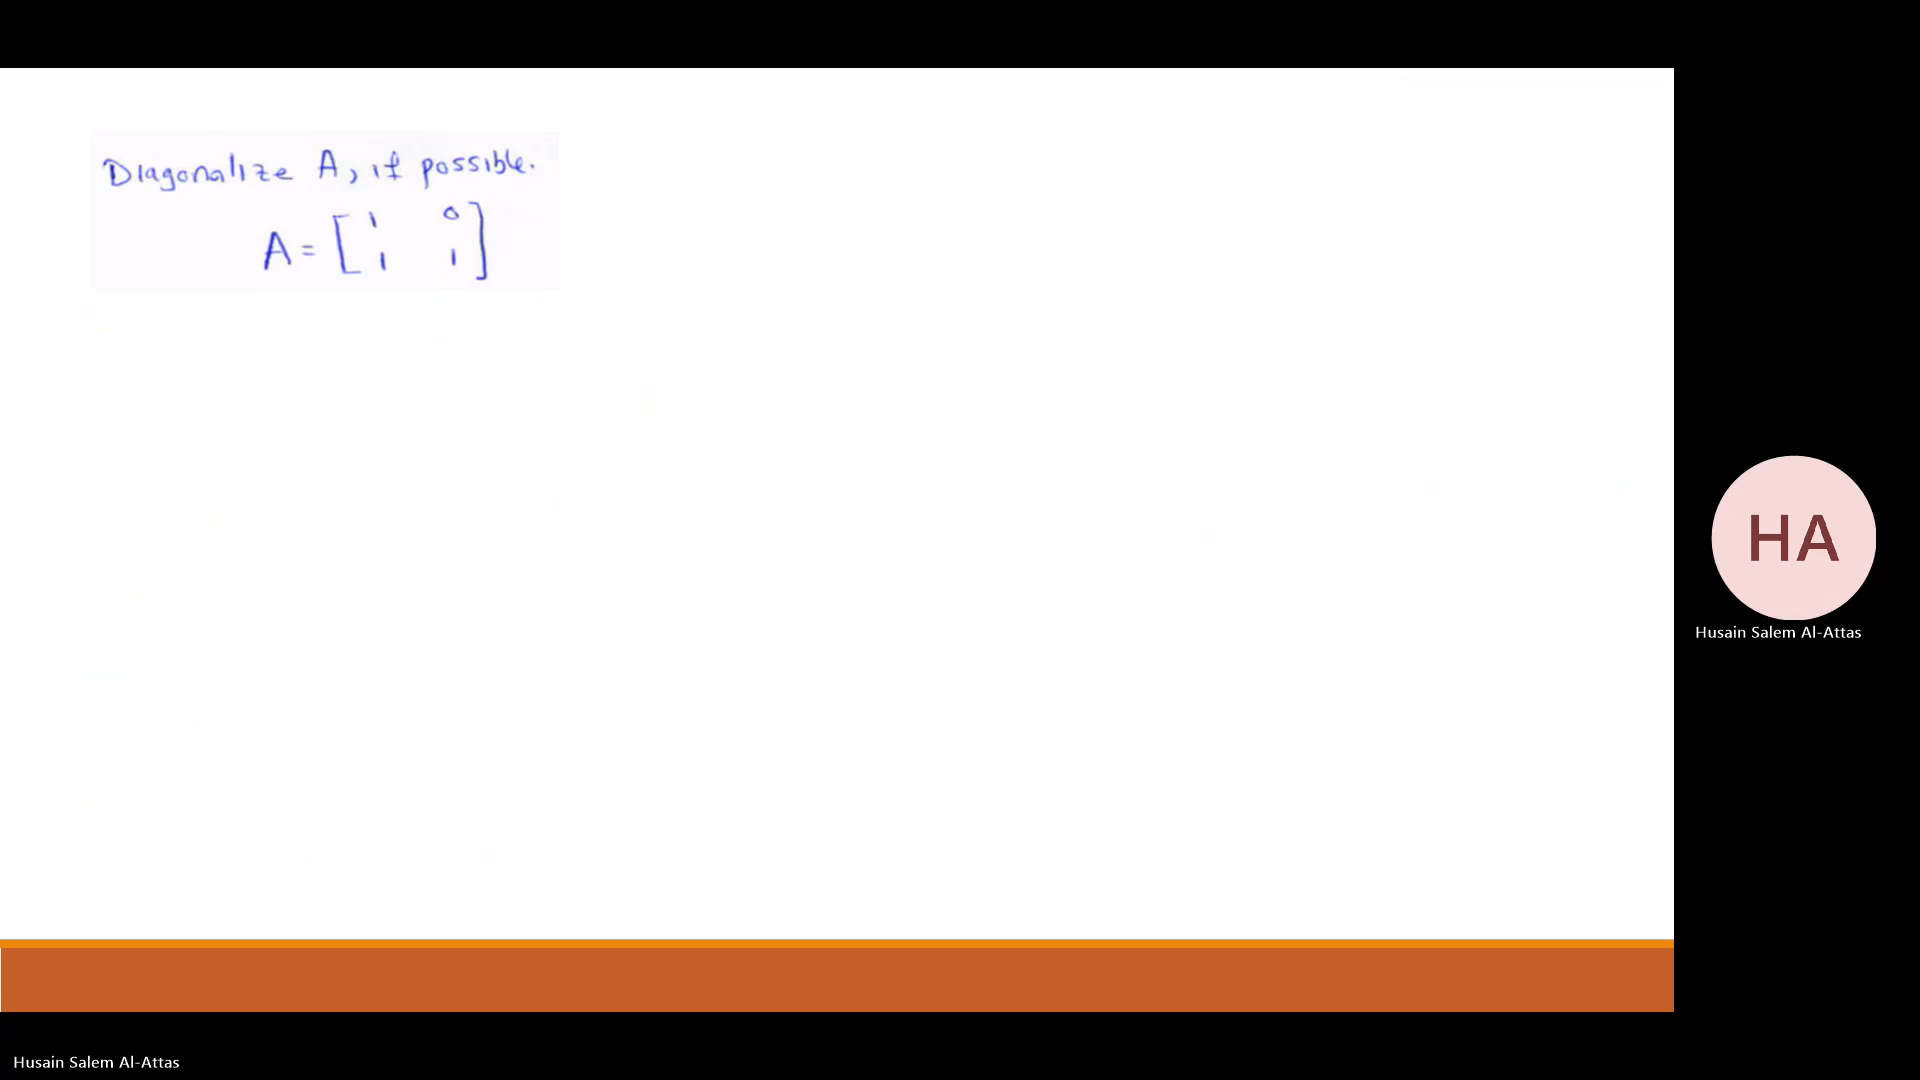 Diagonalize A, if possible.
A = [ 1 0
1 1 ]
HA
Husain Salem Al-Attas
Husain Salem Al-Attas